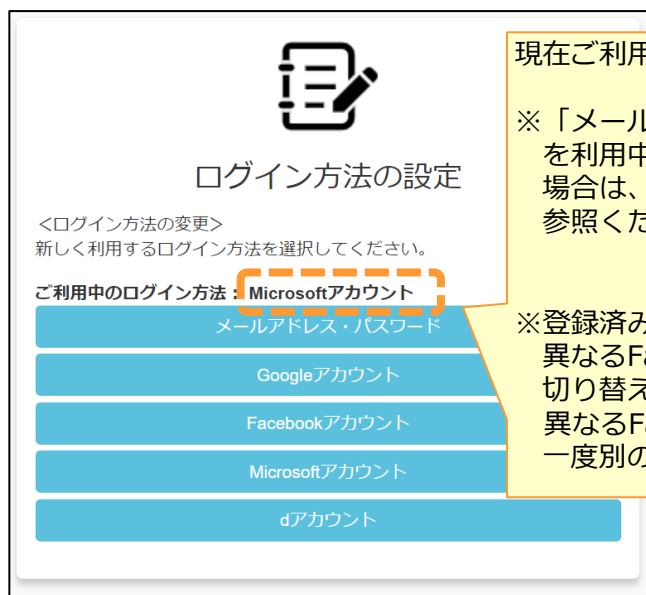 ログイン方法の設定
＜ログイン方法の変更＞
新しく利用するログイン方法を選択してください。
ご利用中のログイン方法： Microsoftアカウント
メールアドレス・パスワード
Googleアカウント
Facebookアカウント
Microsoftアカウント
dアカウント
現在ご利用
※「メール
を利用中
場合は、
参照くだ
※登録済み
異なるFa
切り替え
異なるFa
一度別の